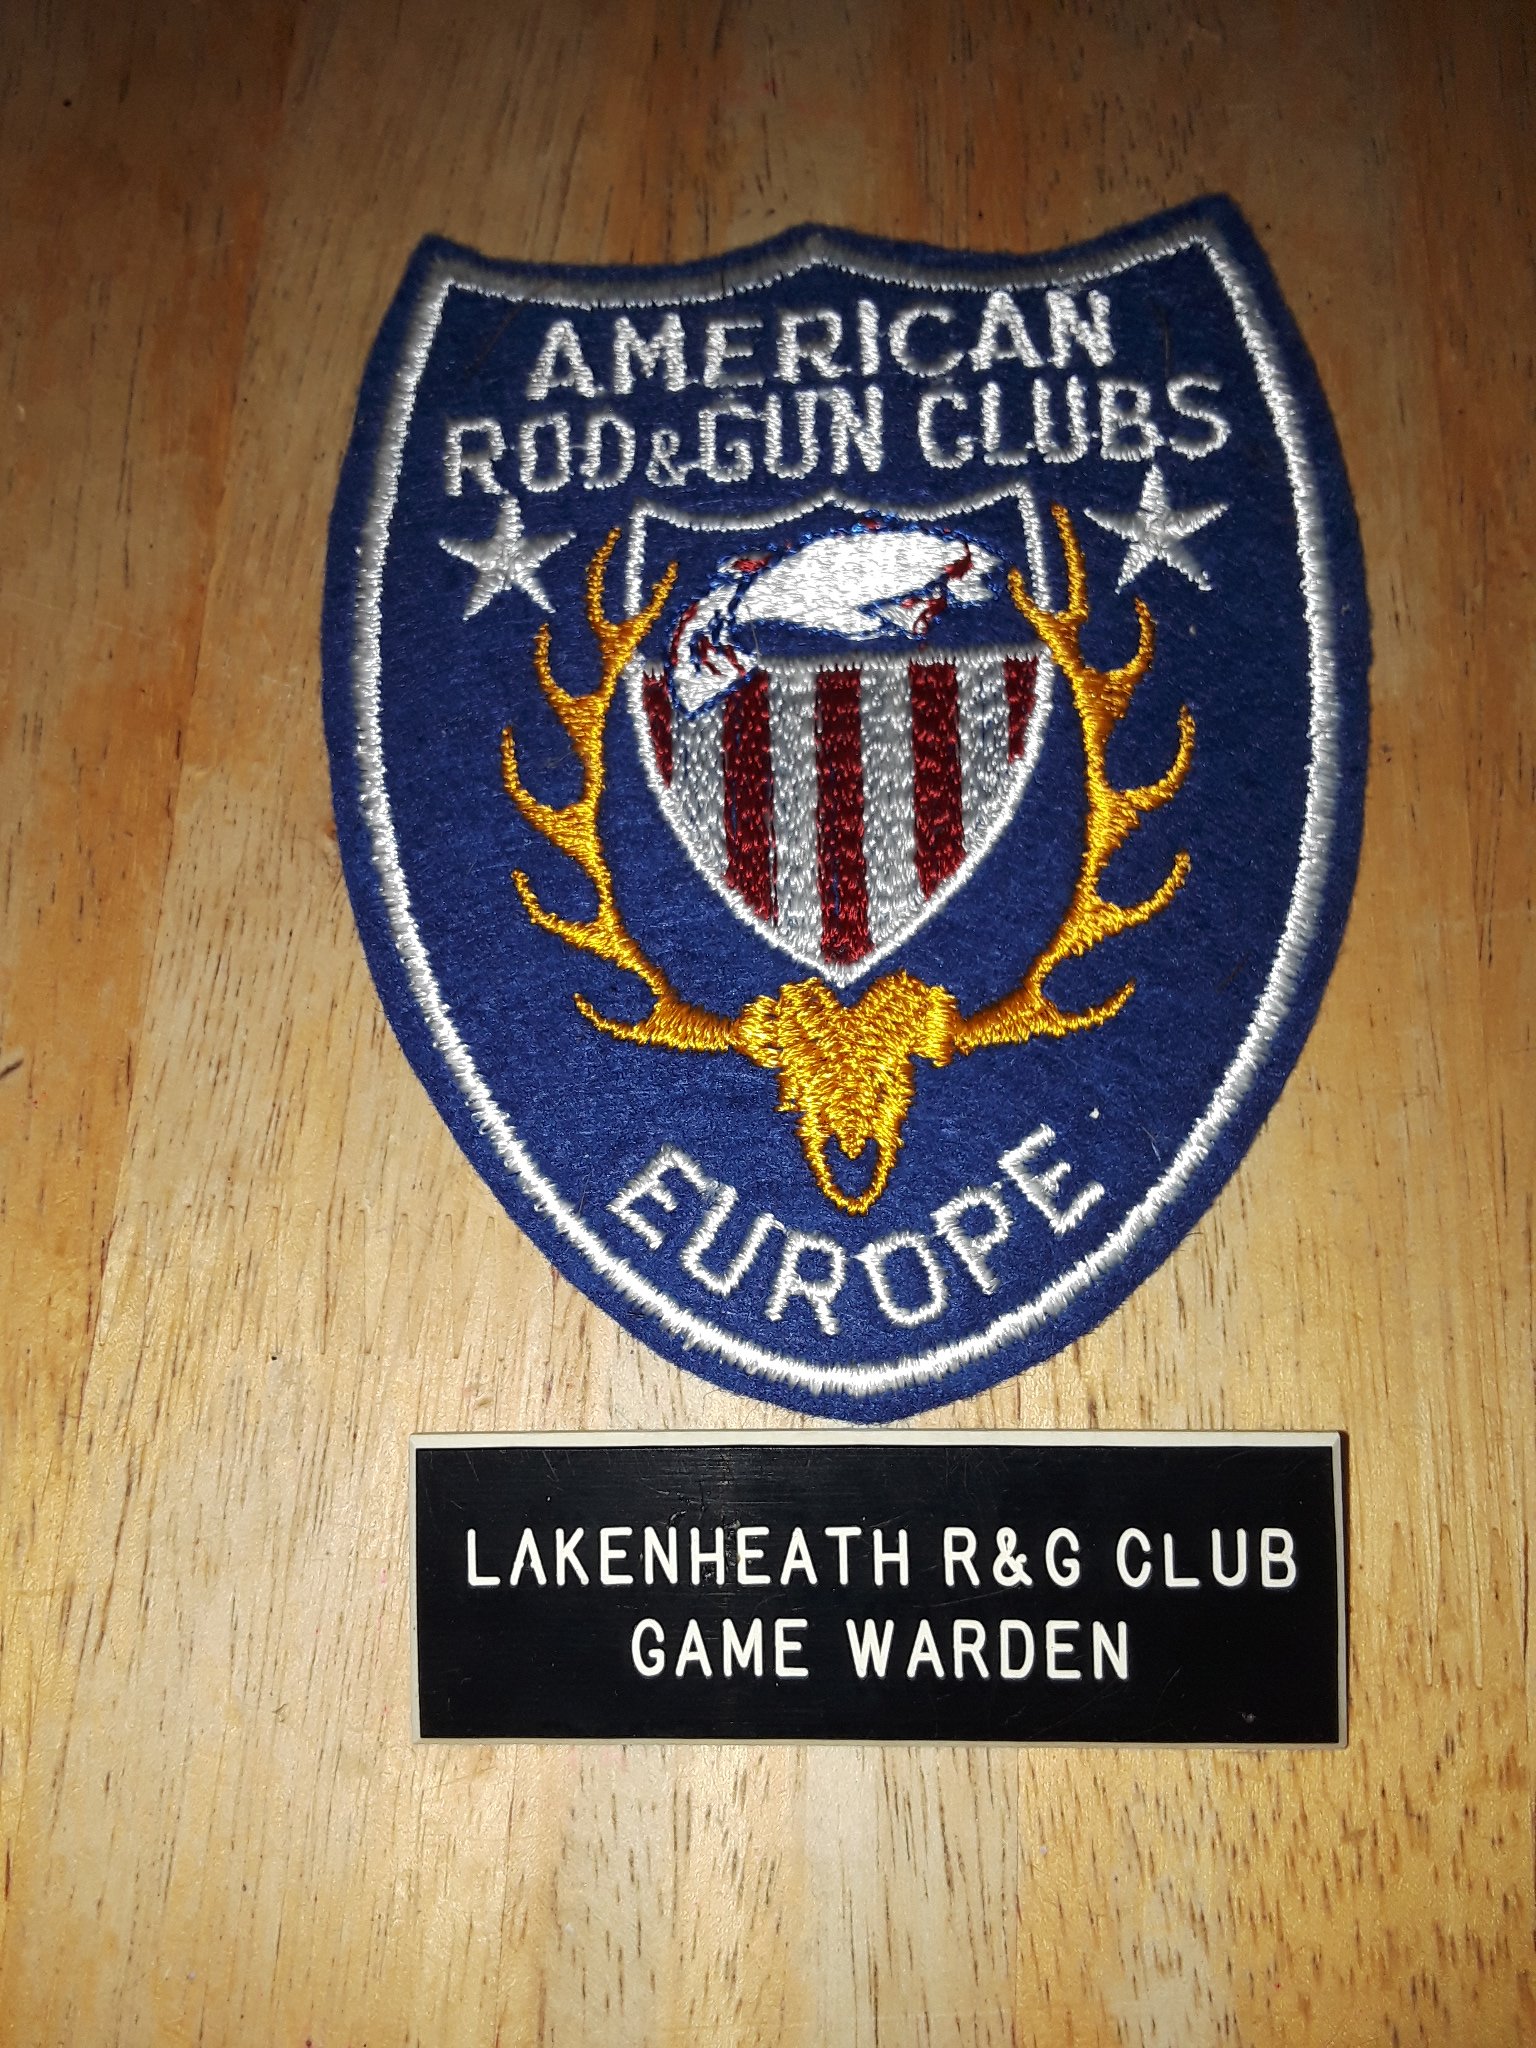 AMERICAN
ROD & GUN CLUBS
EUROPE
LAKENHEATH R&G CLUB
GAME WARDEN